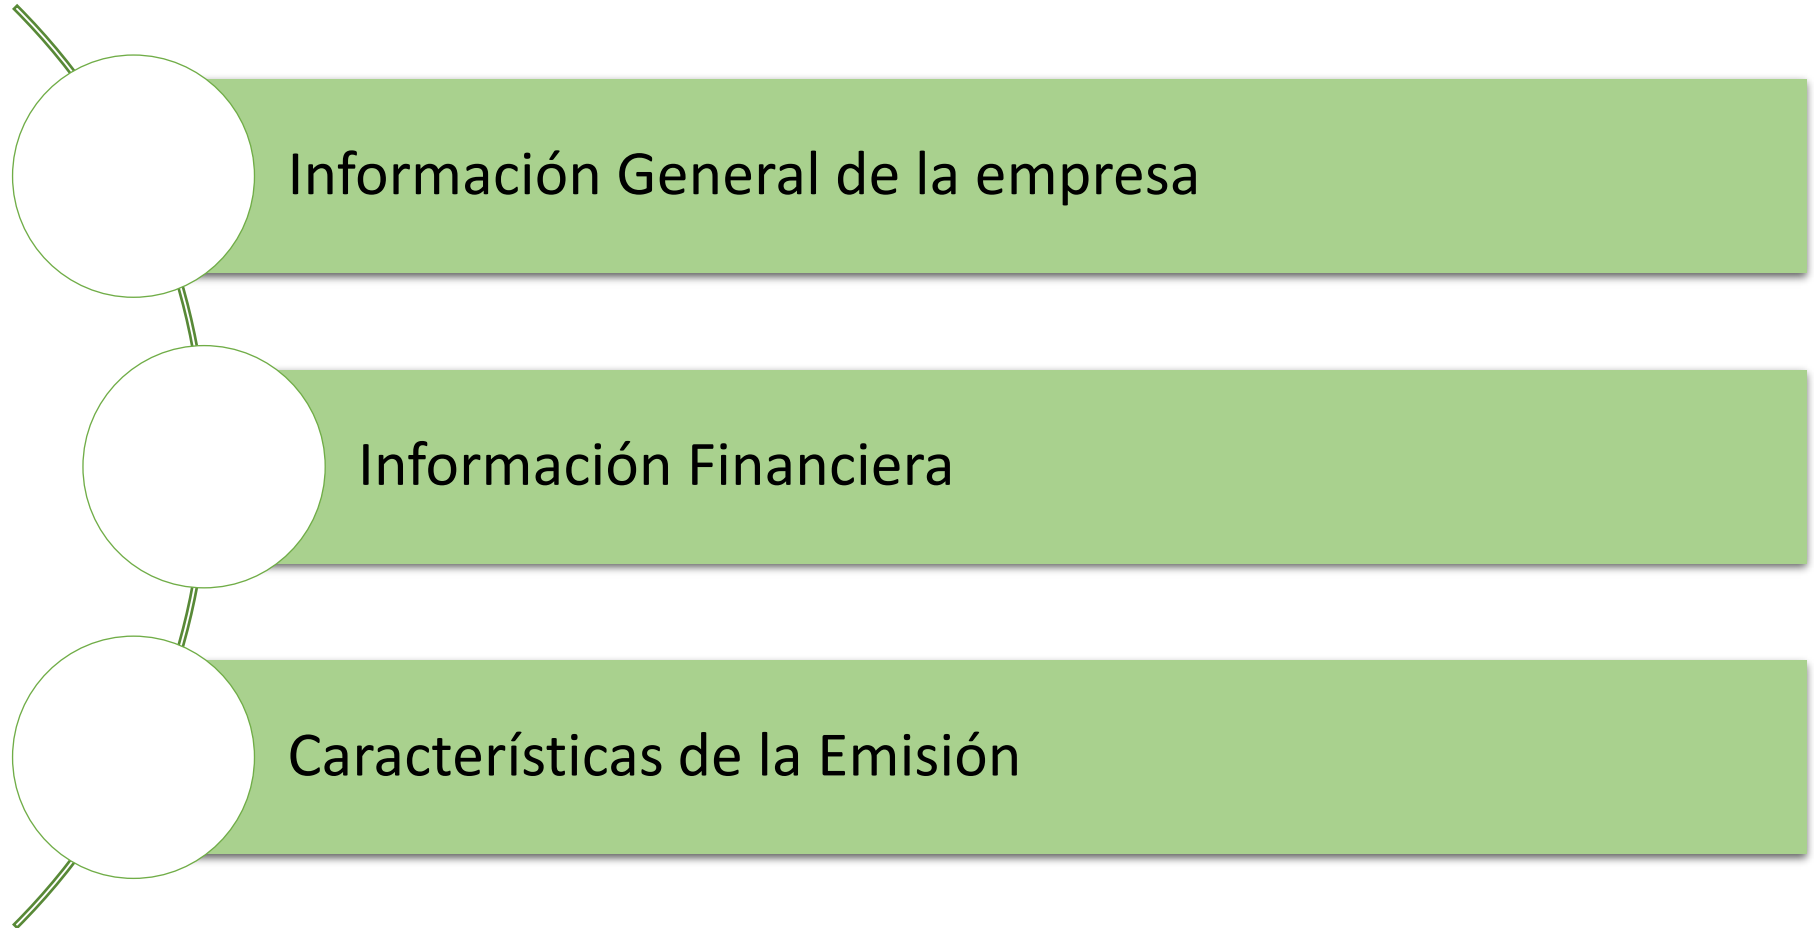 Información General de la empresa
Información Financiera
Características de la Emisión